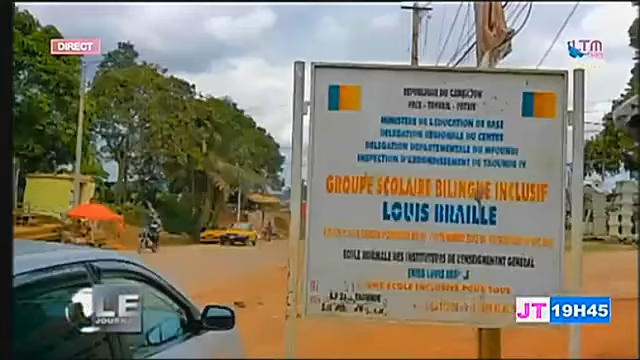 DIRECT
LTM
REPUBLIQUE DU CAMEROUN
PAIX - TRAVAIL - PATRIE
MINISTERE DE L'EDUCATION DE BASE
DELEGATION REGIONALE DU CENTRE
DELEGATION DEPARTEMENTALE DU MFOUNDI
INSPECTION D'ARRONDISSEMENT DE YAOUNDE IV
GROUPE SCOLAIRE BILINGUE INCLUSIF
LOUIS BRAILLE
ECOLE NORMALE DES INSTITUTEURS DE L'ENSEIGNEMENT GENERAL
LOUIS
UNE ECOLE INCLUSIVE POUR TOUS
YAOUNDE
LE
JOURNAL
JT 19H45